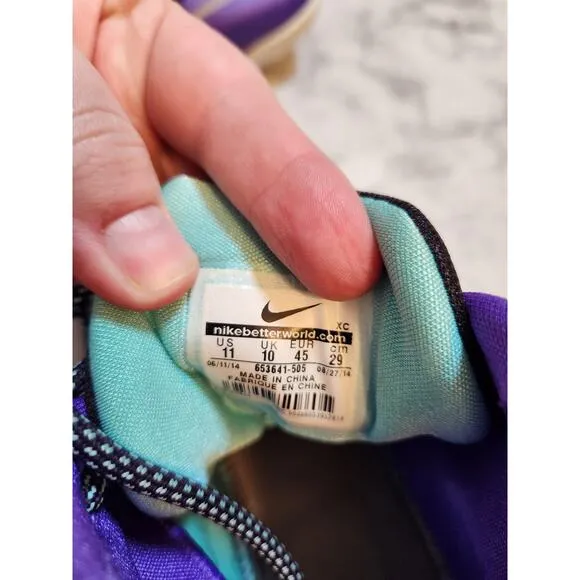 XC
nikebetterworld.com
US UK EUR cm
11 10 45 29
06/11/14 653641-505 08/27/14
MADE IN CHINA
FABRIQUE EN CHINE